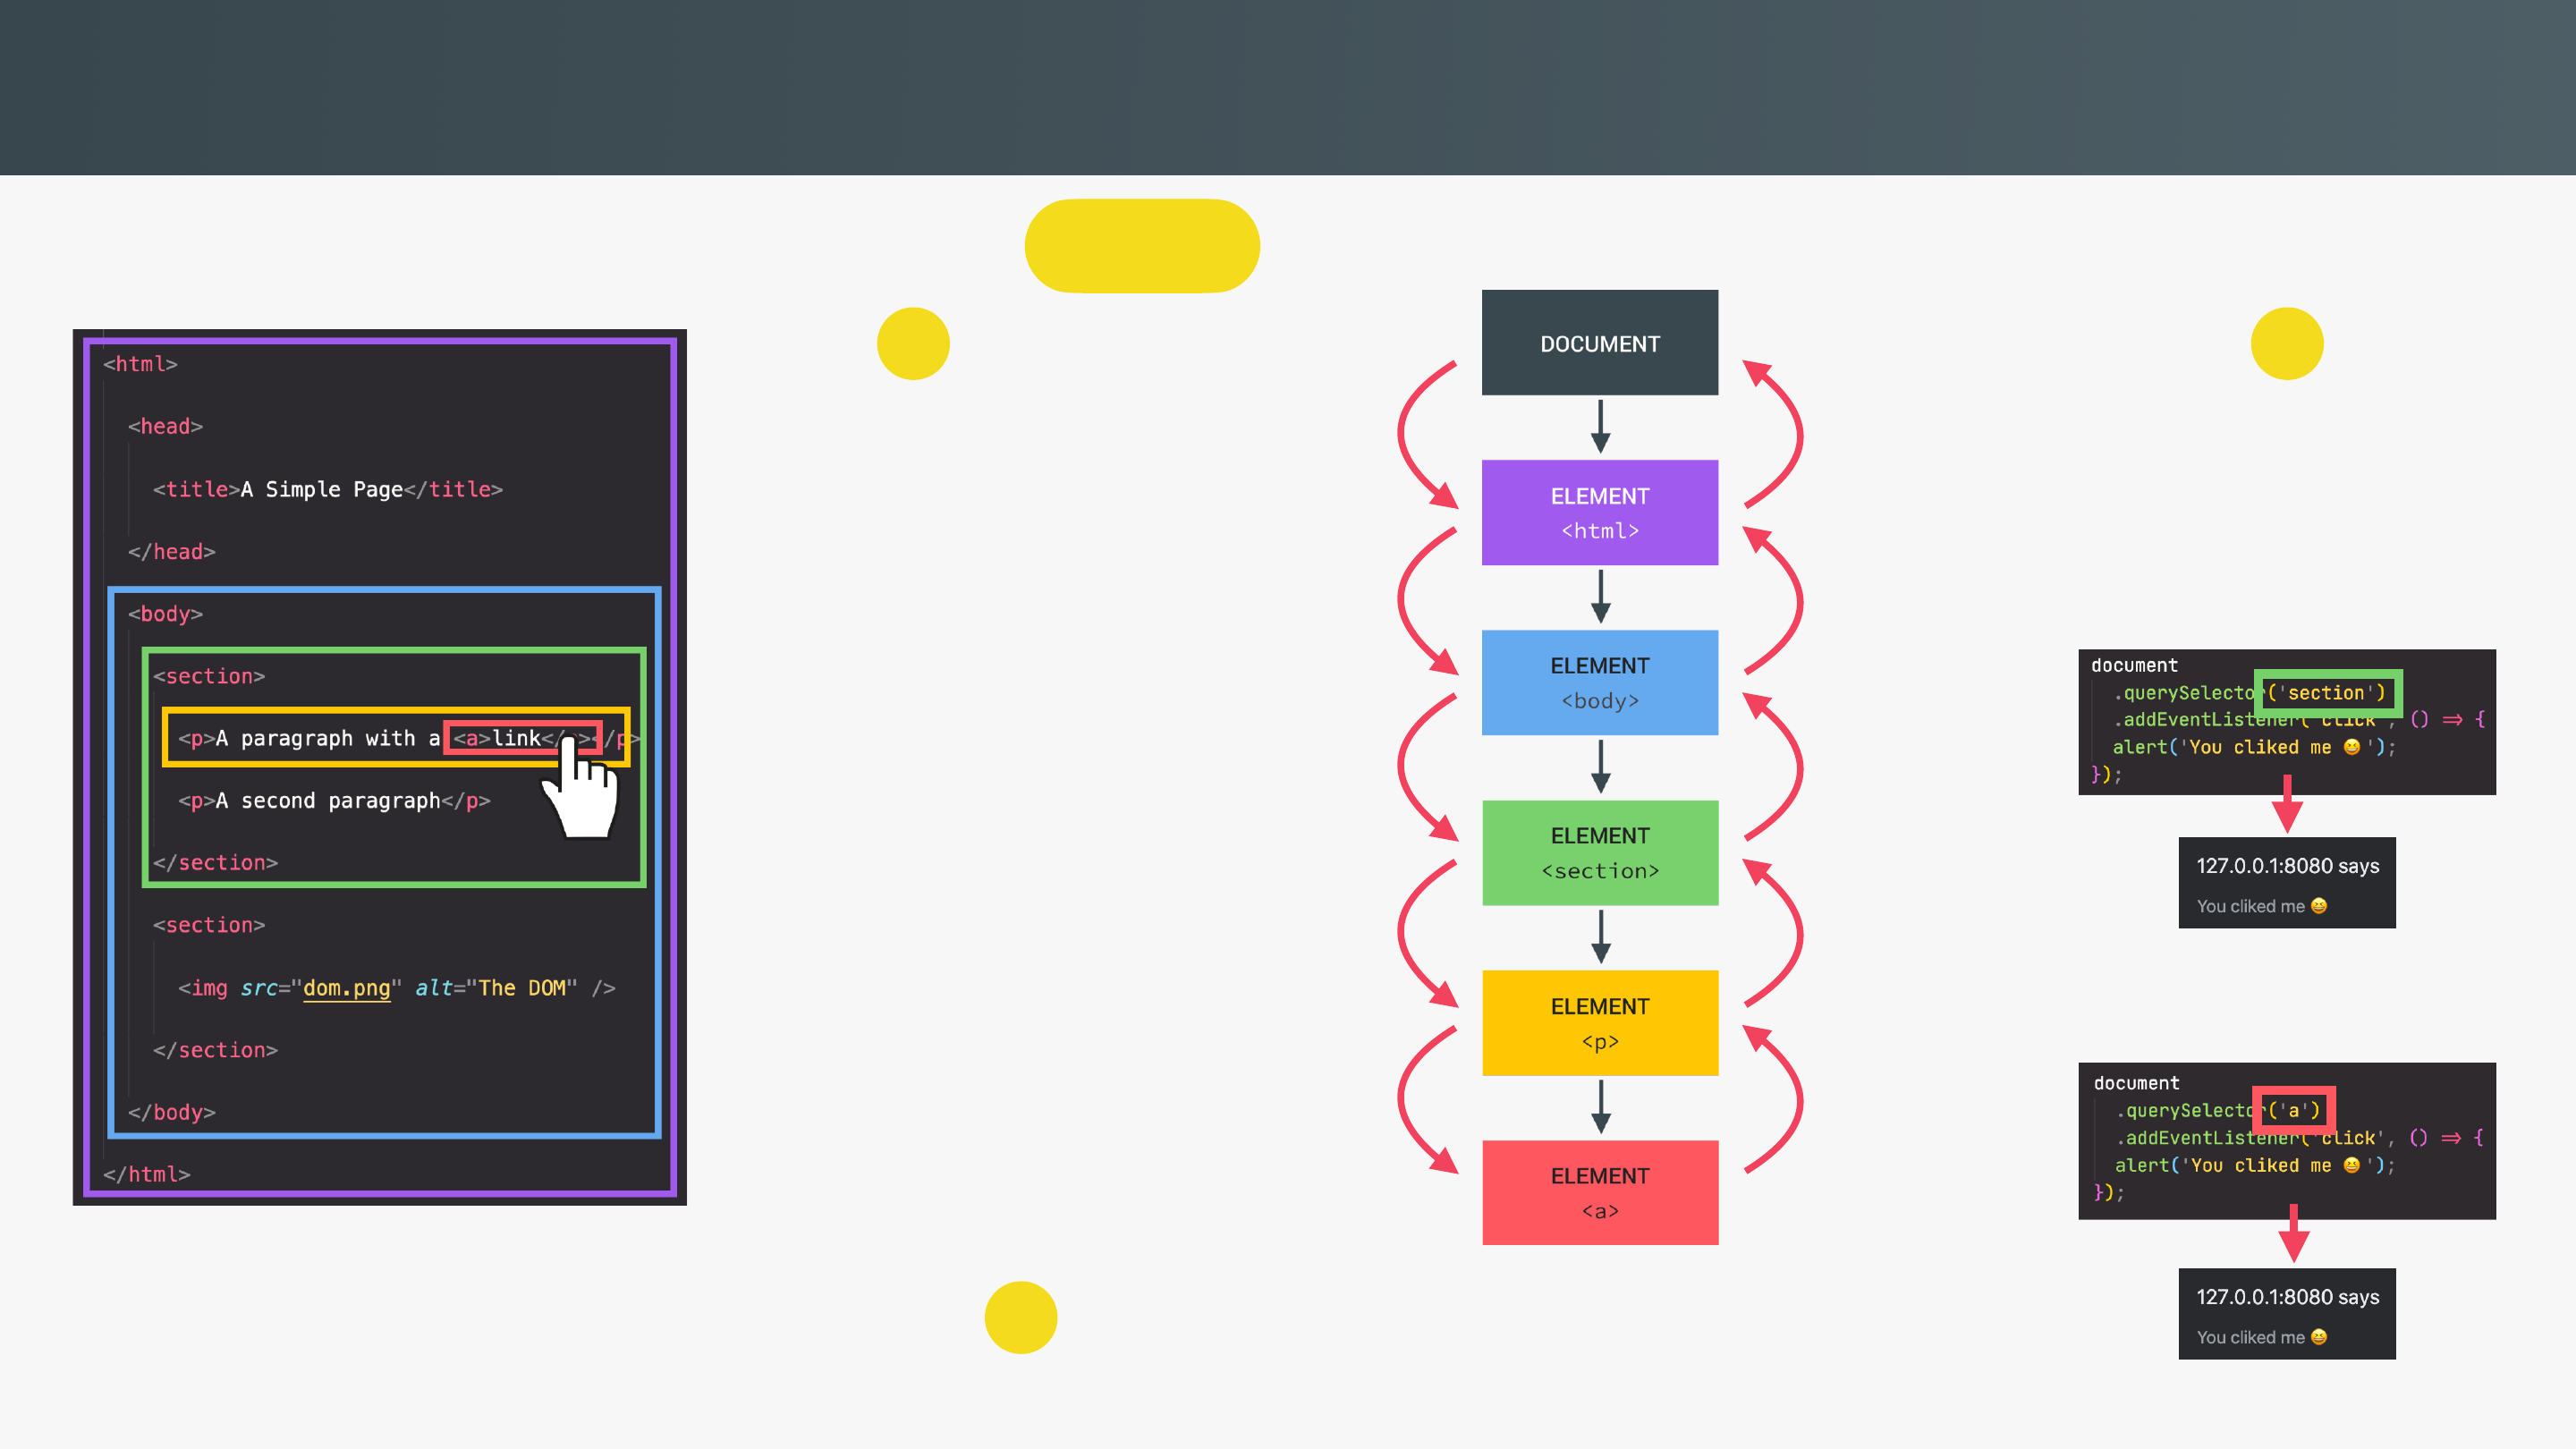 <html>
<head>
<title>A Simple Page</title>
</head>
<body>
<section>
<p>A paragraph with a <a>link</a></p>
<p>A second paragraph</p>
</section>
<section>
<img src="dom.png" alt="The DOM" />
</section>
</body>
</html>
DOCUMENT
ELEMENT
<html>
ELEMENT
<body>
ELEMENT
<section>
ELEMENT
<p>
ELEMENT
<a>
document
.querySelector('section')
.addEventListener('click', () => {
alert('You cliked me 😆');
});
127.0.0.1:8080 says
You cliked me 😆
document
.querySelector('a')
.addEventListener('click', () => {
alert('You cliked me 😆');
});
127.0.0.1:8080 says
You cliked me 😆